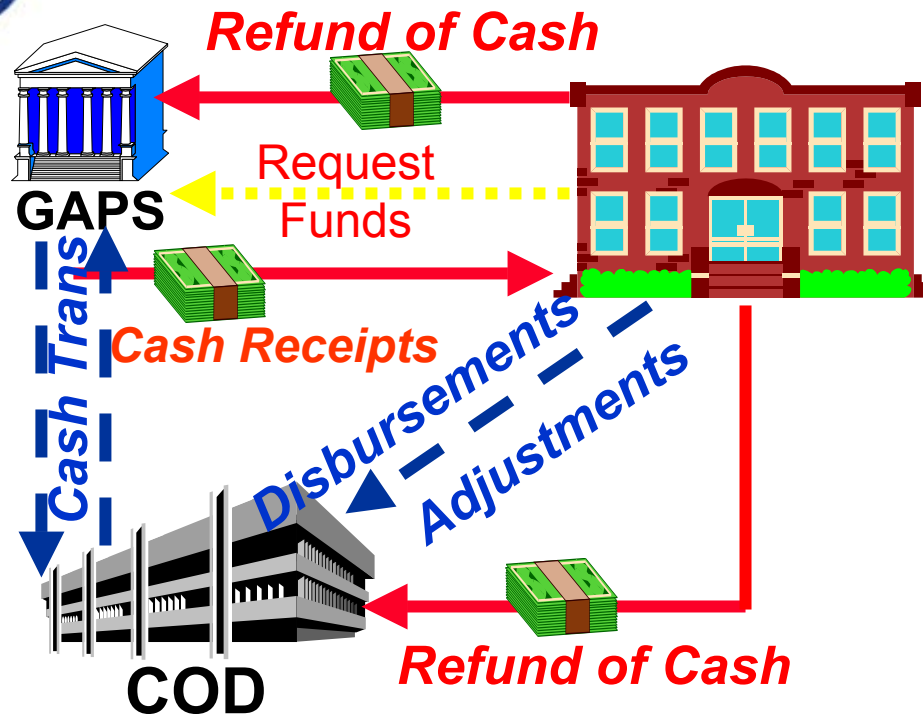 Refund of Cash
Request
Funds
GAPS
Cash Trans
Cash Receipts
Disbursements
Adjustments
Refund of Cash
COD